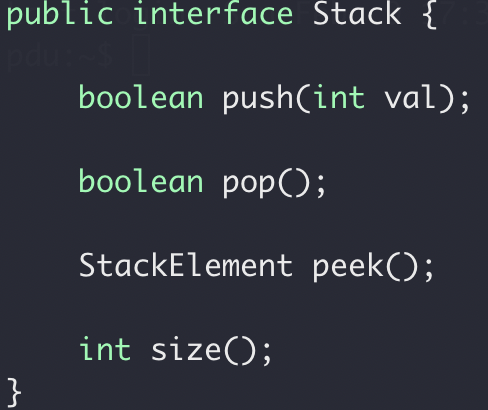 public interface Stack {
boolean push(int val);
boolean pop();
StackElement peek();
int size();
}